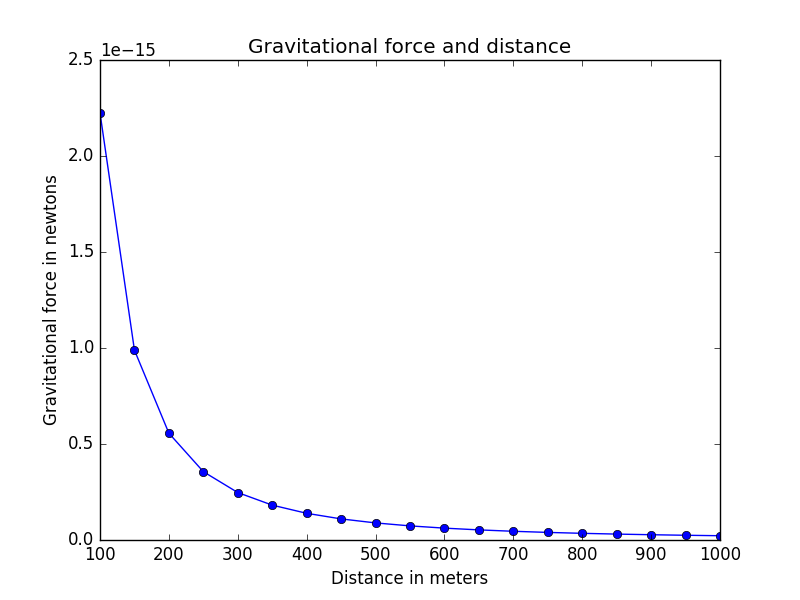 Gravitational force and distance
1e−15
2.5
2.0
1.5
1.0
0.5
0.0
Gravitational force in newtons
100 200 300 400 500 600 700 800 900 1000
Distance in meters